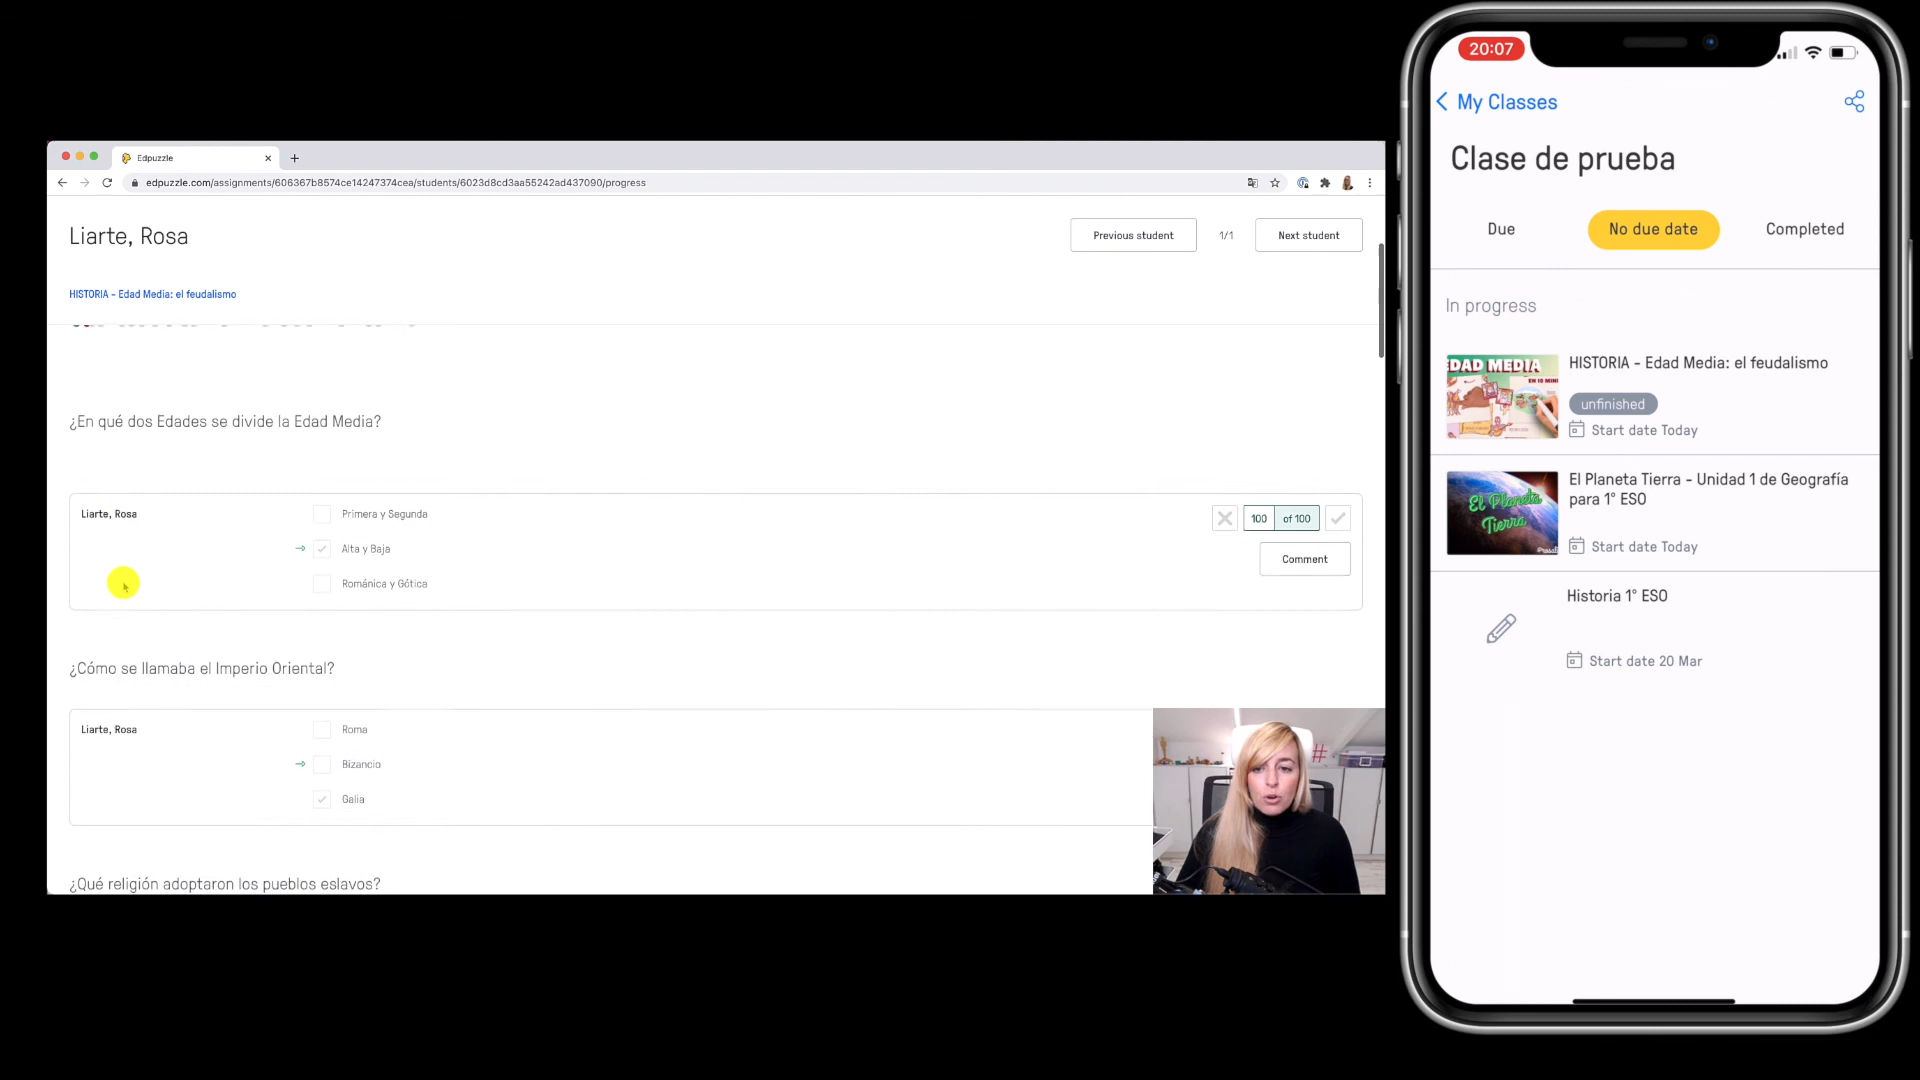 Edpuzzle
edpuzzle.com/assignments/606367b8574ce14247374cea/students/6023d8cd3aa55242ad437090/progress
Liarte, Rosa
Previous student
1/1
Next student
HISTORIA - Edad Media: el feudalismo
¿En qué dos Edades se divide la Edad Media?
Liarte, Rosa
Primera y Segunda
Alta y Baja
Románica y Gótica
100 of 100
Comment
¿Cómo se llamaba el Imperio Oriental?
Liarte, Rosa
Roma
Bizancio
Galia
¿Qué religión adoptaron los pueblos eslavos?
20:07
My Classes
Clase de prueba
Due
No due date
Completed
In progress
EDAD MEDIA
HISTORIA - Edad Media: el feudalismo
unfinished
Start date Today
El Planeta
Tierra
El Planeta Tierra - Unidad 1 de Geografía
para 1° ESO
Start date Today
Historia 1° ESO
Start date 20 Mar